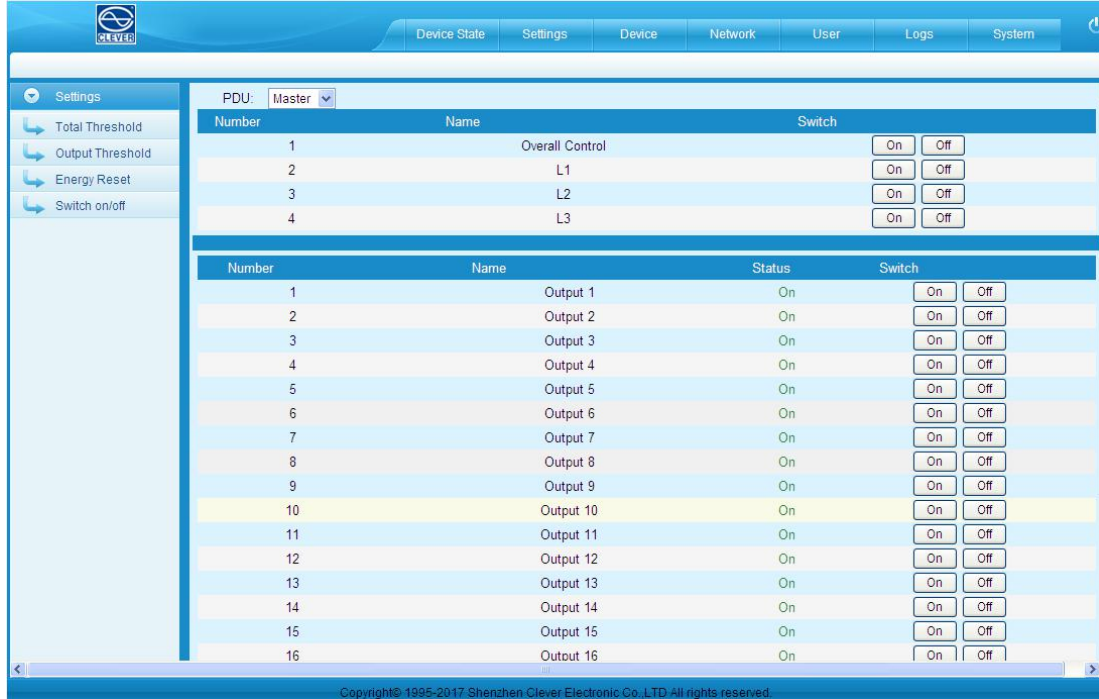 CLEVER
Device State Settings Device Network User Logs System
Settings
Total Threshold
Output Threshold
Energy Reset
Switch on/off
PDU: Master
Number Name Switch
1 Overall Control On Off
2 L1 On Off
3 L2 On Off
4 L3 On Off
Number Name Status Switch
1 Output 1 On On Off
2 Output 2 On On Off
3 Output 3 On On Off
4 Output 4 On On Off
5 Output 5 On On Off
6 Output 6 On On Off
7 Output 7 On On Off
8 Output 8 On On Off
9 Output 9 On On Off
10 Output 10 On On Off
11 Output 11 On On Off
12 Output 12 On On Off
13 Output 13 On On Off
14 Output 14 On On Off
15 Output 15 On On Off
16 Output 16 On On Off
Copyright© 1995-2017 Shenzhen Clever Electronic Co.,LTD All rights reserved.